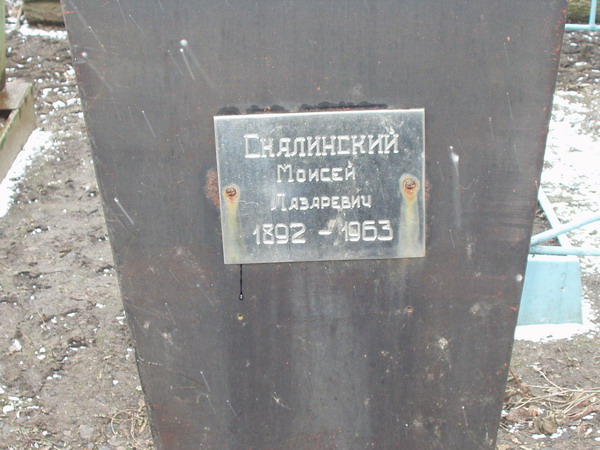 Скалинский
Моисей
Лазаревич
1892 - 1963